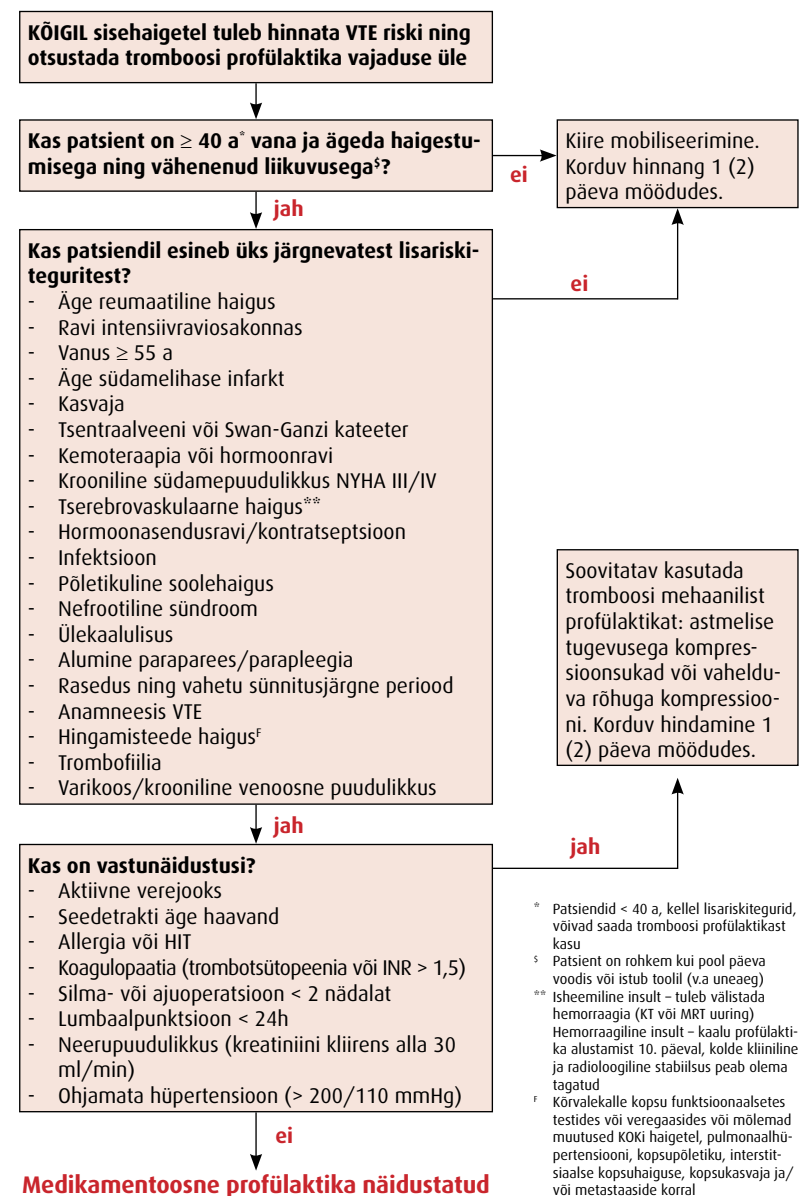 KÕIGIL sisehaigetel tuleb hinnata VTE riski ning
otsustada tromboosi profülaktika vajaduse üle
Kas patsient on ≥ 40 a* vana ja ägeda haigestu-
misega ning vähenenud liikuvusega$?
ei
Kiire mobiliseerimine.
Korduv hinnang 1 (2)
päeva möödudes.
jah
Kas patsiendil esineb üks järgnevatest lisariski-
teguritest?
- Äge reumaatiline haigus
- Ravi intensiivraviosakonnas
- Vanus ≥ 55 a
- Äge südamelihase infarkt
- Kasvaja
- Tsentraalveeni või Swan-Ganzi kateeter
- Kemoteraapia või hormoonravi
- Krooniline südamepuudulikkus NYHA III/IV
- Tserebrovaskulaarne haigus**
- Hormoonasendusravi/kontratseptsioon
- Infektsioon
- Põletikuline soolehaigus
- Nefrootiline sündroom
- Ülekaalulisus
- Alumine paraparees/parapleegia
- Rasedus ning vahetu sünnitusjärgne periood
- Anamneesis VTE
- Hingamisteede haigusF
- Trombofiilia
- Varikoos/krooniline venoosne puudulikkus
ei
jah
Kas on vastunäidustusi?
- Aktiivne verejooks
- Seedetrakti äge haavand
- Allergia või HIT
- Koagulopaatia (trombotsütopeenia või INR > 1,5)
- Silma- või ajuoperatsioon < 2 nädalat
- Lumbaalpunktsioon < 24h
- Neerupuudulikkus (kreatiniini kliirens alla 30
ml/min)
- Ohjamata hüpertensioon (> 200/110 mmHg)
jah
Soovitatav kasutada
tromboosi mehaanilist
profülaktikat: astmelise
tugevusega kompres-
sioonsukad või vaheldu-
va rõhuga kompressioo-
ni. Korduv hindamine 1
(2) päeva möödudes.
ei
Medikamentoosne profülaktika näidustatud
* Patsiendid < 40 a, kellel lisariskitegurid,
võivad saada tromboosi profülaktikast
kasu
$ Patsient on rohkem kui pool päeva
voodis või istub toolil (v.a uneaeg)
** Isheemiline insult – tuleb välistada
hemorraagia (KT või MRT uuring)
Hemorraagiline insult – kaalu profülakti-
ka alustamist 10. päeval, kolde kliiniline
ja radioloogiline stabiilsus peab olema
tagatud
F Kõrvalekalle kopsu funktsionaalsetes
testides või veregaasides või mõlemad
muutused KOKi haigetel, pulmonaalhü-
pertensiooni, kopsupõletiku, interstit-
siaalse kopsuhaiguse, kopsukasvaja ja/
või metastaaside korral